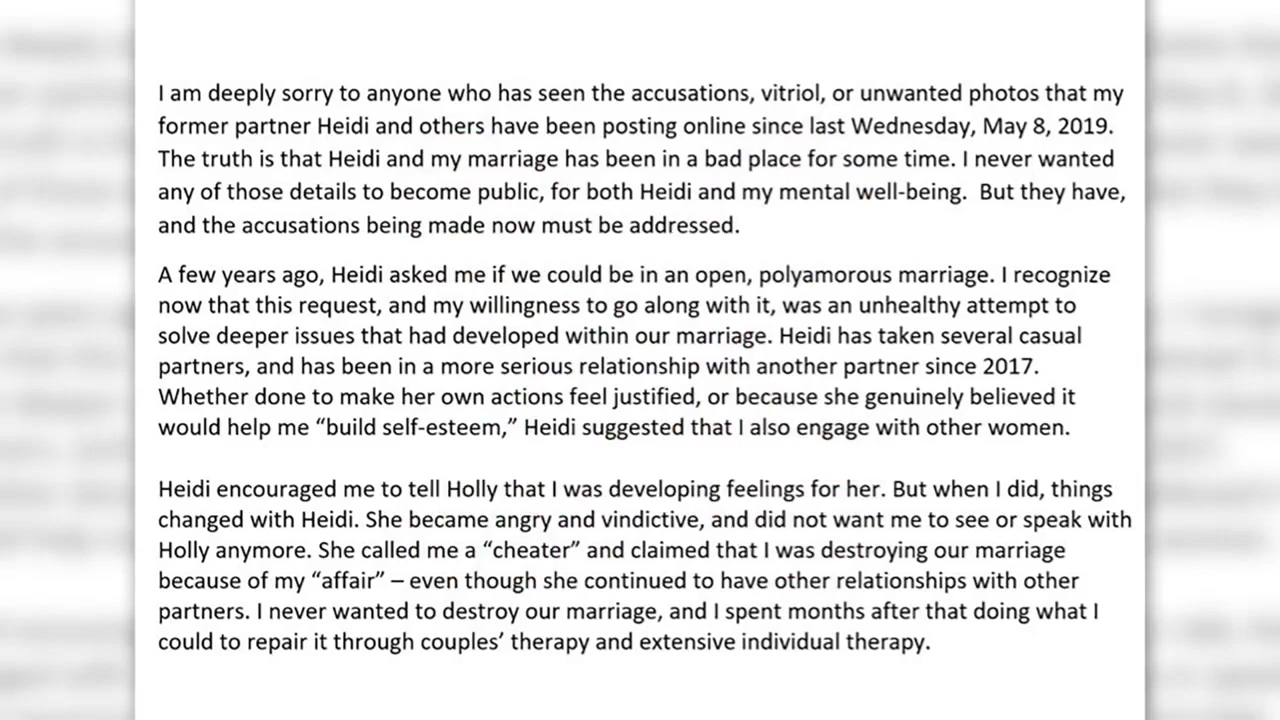 I am deeply sorry to anyone who has seen the accusations, vitriol, or unwanted photos that my
former partner Heidi and others have been posting online since last Wednesday, May 8, 2019.
The truth is that Heidi and my marriage has been in a bad place for some time. I never wanted
any of those details to become public, for both Heidi and my mental well-being.  But they have,
and the accusations being made now must be addressed.
A few years ago, Heidi asked me if we could be in an open, polyamorous marriage. I recognize
now that this request, and my willingness to go along with it, was an unhealthy attempt to
solve deeper issues that had developed within our marriage. Heidi has taken several casual
partners, and has been in a more serious relationship with another partner since 2017.
Whether done to make her own actions feel justified, or because she genuinely believed it
would help me “build self-esteem,” Heidi suggested that I also engage with other women.
Heidi encouraged me to tell Holly that I was developing feelings for her. But when I did, things
changed with Heidi. She became angry and vindictive, and did not want me to see or speak with
Holly anymore. She called me a “cheater” and claimed that I was destroying our marriage
because of my “affair” – even though she continued to have other relationships with other
partners. I never wanted to destroy our marriage, and I spent months after that doing what I
could to repair it through couples’ therapy and extensive individual therapy.